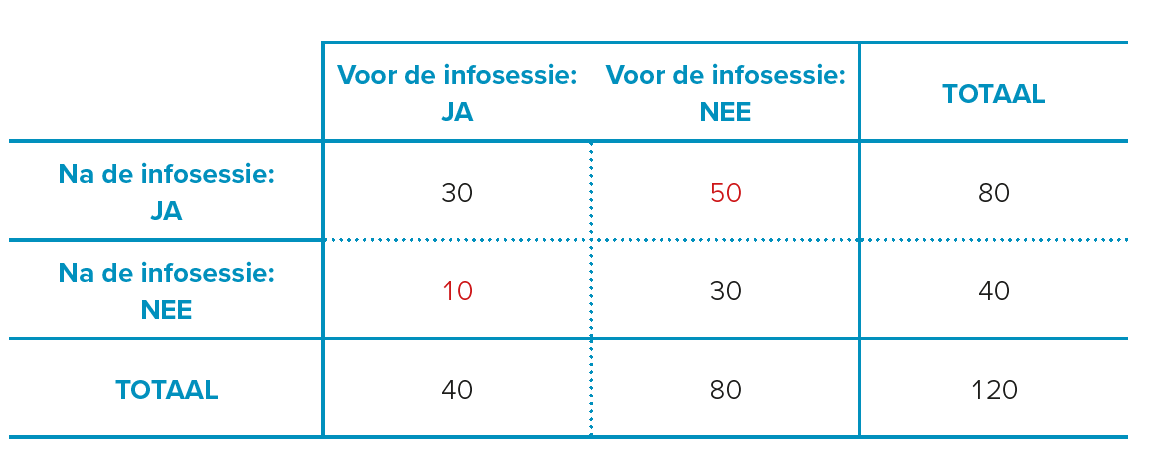 Voor de infosessie: Voor de infosessie:
JA NEE TOTAAL
Na de infosessie:
JA 30 50 80
Na de infosessie:
NEE 10 30 40
TOTAAL 40 80 120